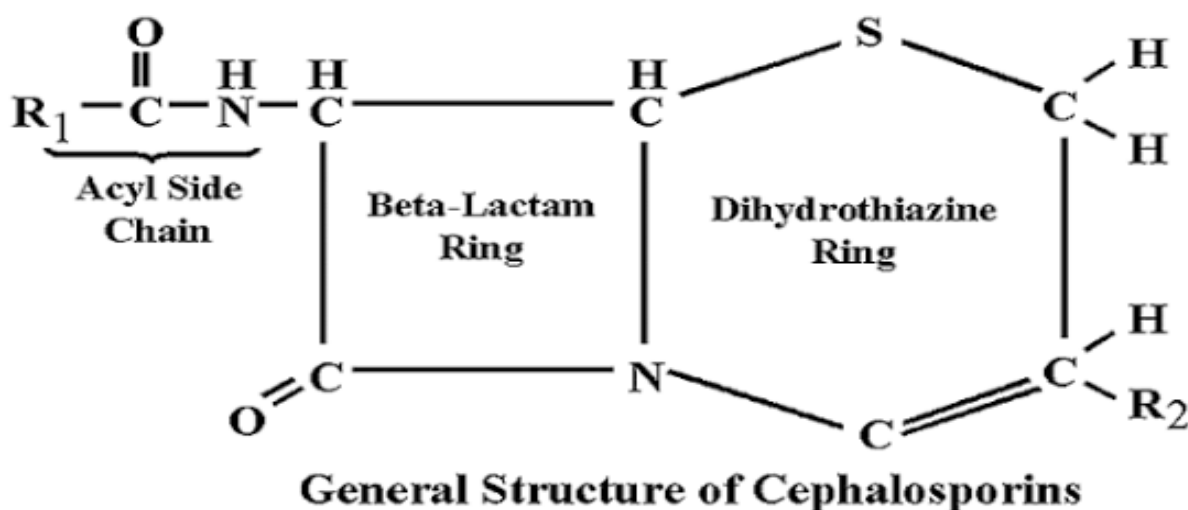 O
S
H
H
H
H
R1
C
N
C
C
C
H
Acyl Side
Chain
Beta-Lactam
Ring
Dihydrothiazine
Ring
H
C
N
C
O
R2
C
General Structure of Cephalosporins